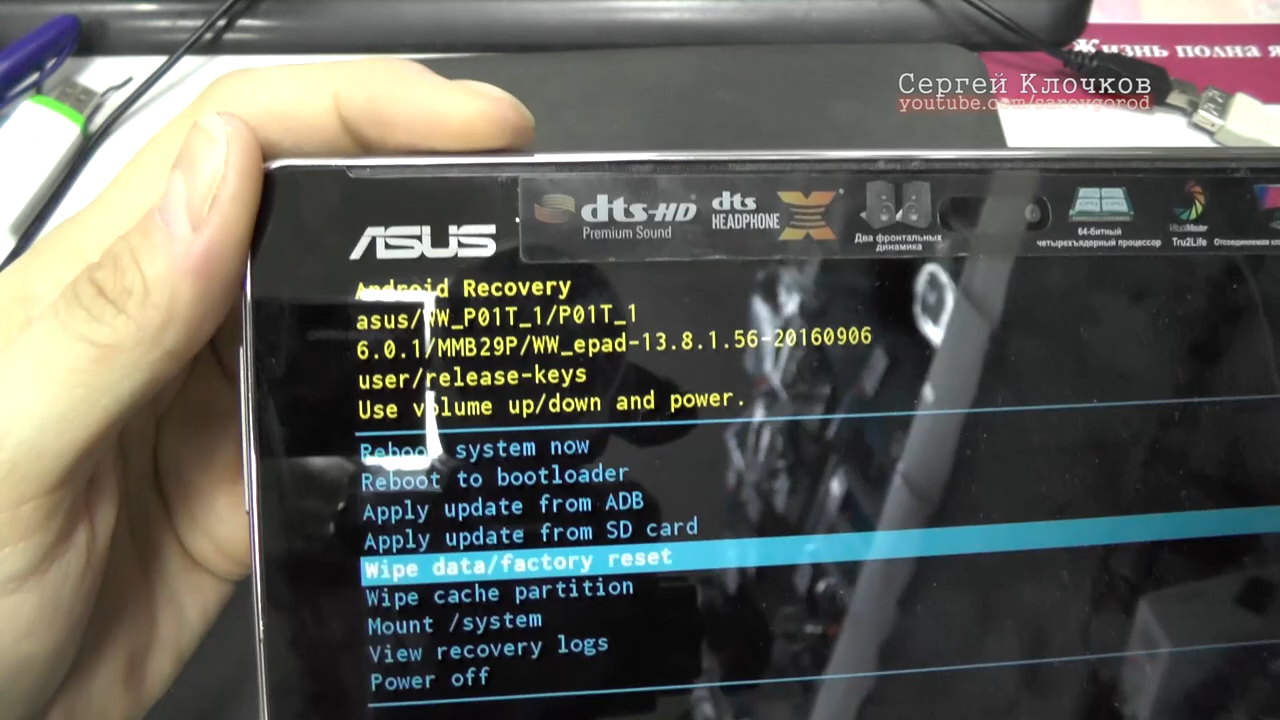 Жизнь полна я
Сергей Клочков
youtube.com/sarovgorod
ASUS
dts-HD
Premium Sound
dts
HEADPHONE
X
Два фронтальных
динамика
64-битный
четырехъядерный процессор
VisualMaster
Tru2Life
Android Recovery
asus/WW_P01T_1/P01T_1
6.0.1/MMB29P/WW_epad-13.8.1.56-20160906
user/release-keys
Use volume up/down and power.
Reboot system now
Reboot to bootloader
Apply update from ADB
Apply update from SD card
Wipe data/factory reset
Wipe cache partition
Mount /system
View recovery logs
Power off